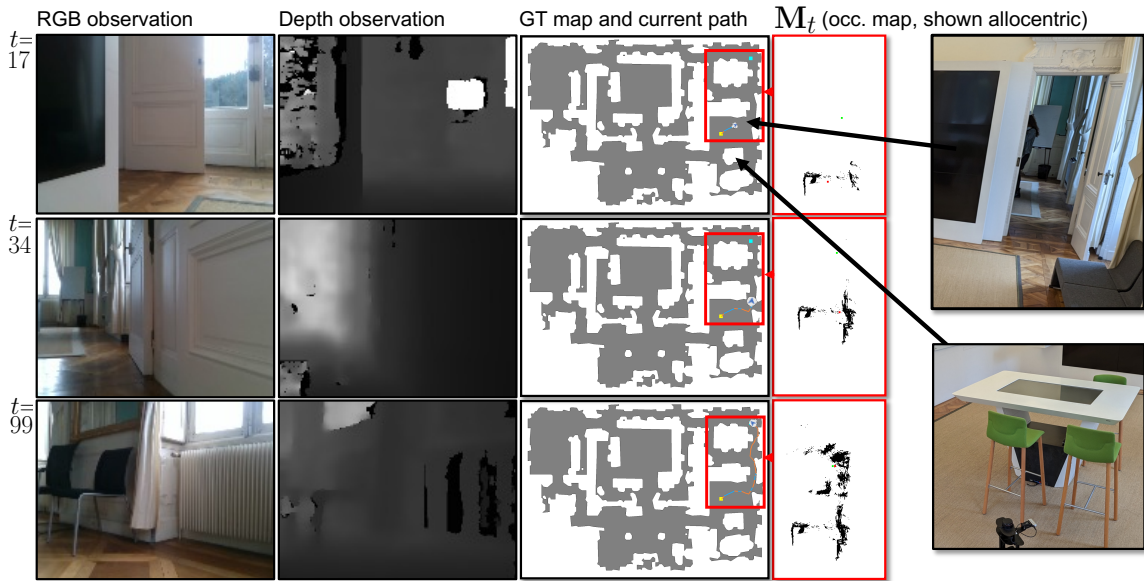 RGB observation
Depth observation
GT map and current path
M_t (occ. map, shown allocentric)
t=
17
t=
34
t=
99